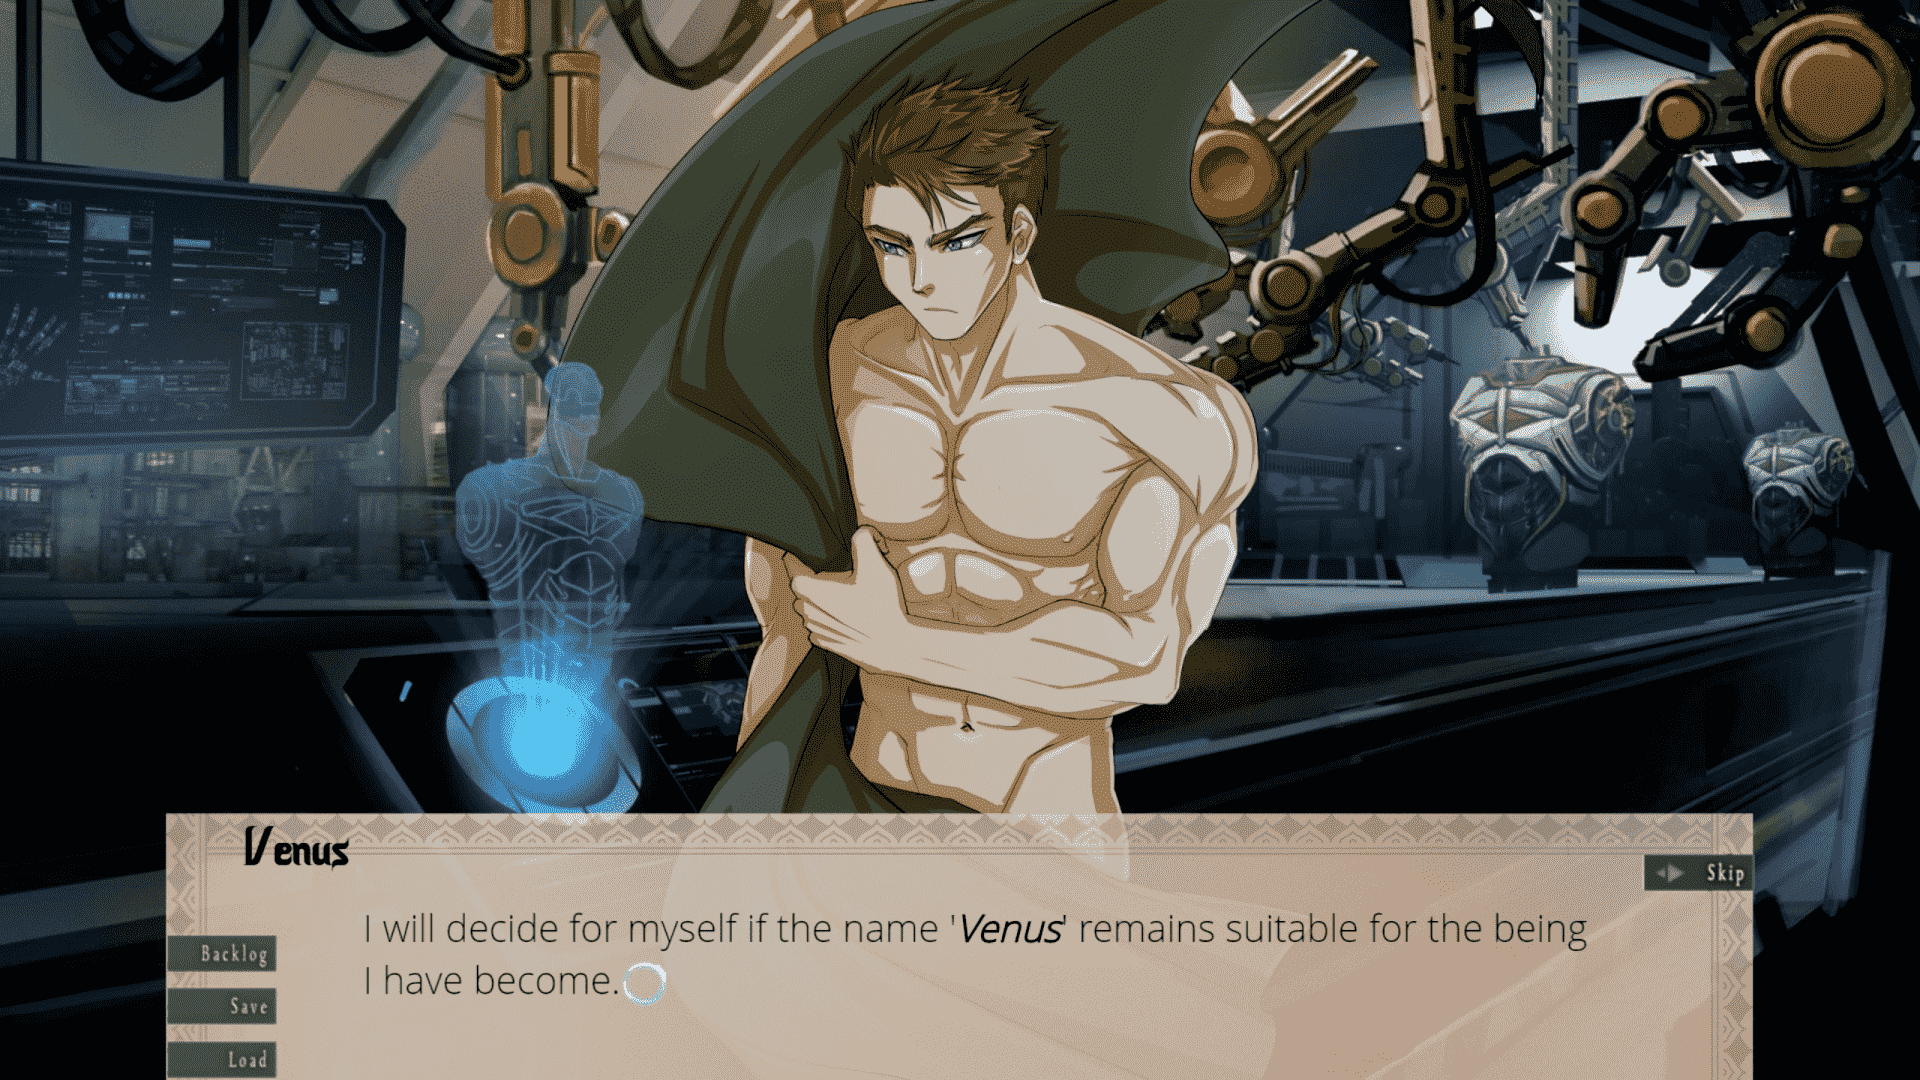 Venus
Skip
I will decide for myself if the name 'Venus' remains suitable for the being
I have become.
Backlog
Save
Load